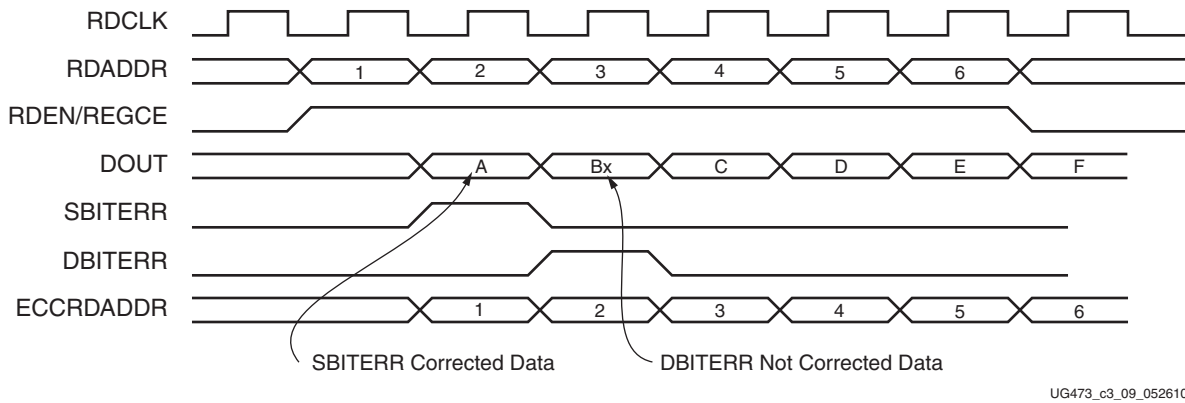 RDCLK
RDADDR 1 2 3 4 5 6
RDEN/REGCE
DOUT A Bx C D E F
SBITERR
DBITERR
ECCRDADDR 1 2 3 4 5 6
SBITERR Corrected Data DBITERR Not Corrected Data
UG473_c3_09_052610